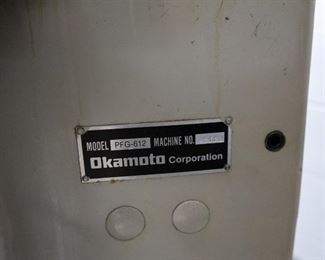 MODEL PFG-612 MACHINE NO.
Okamoto Corporation